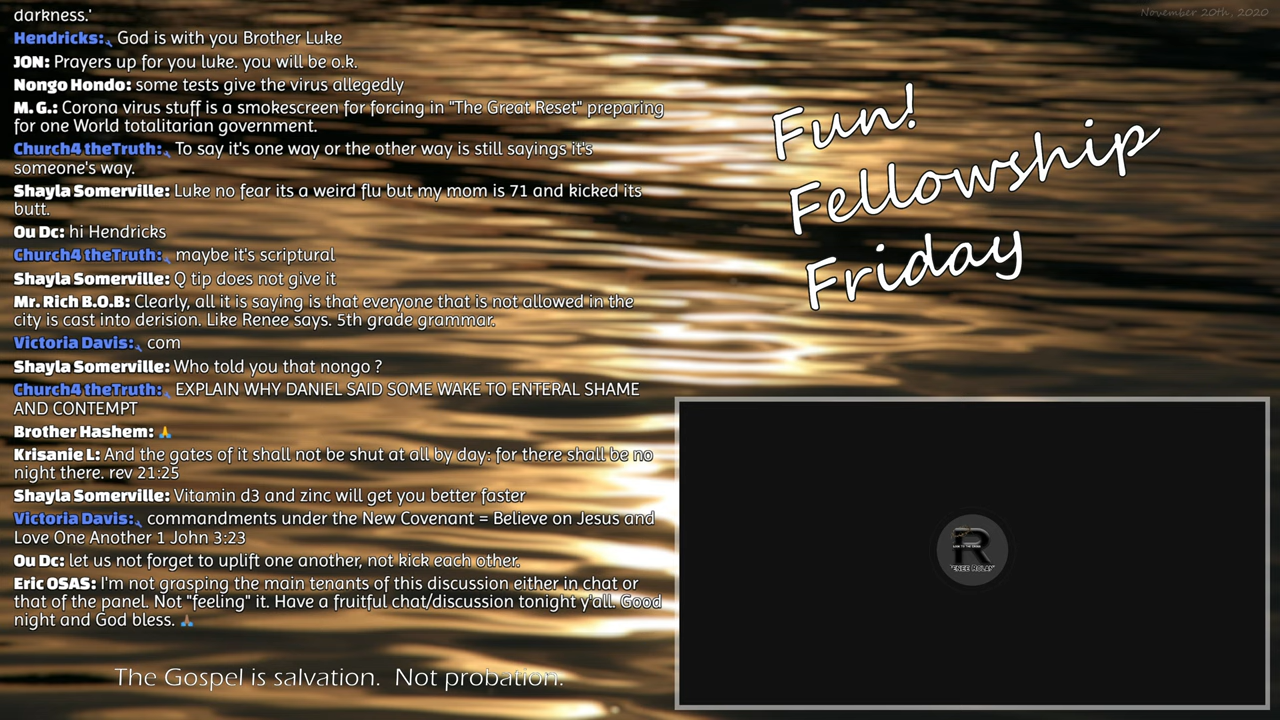 darkness.'
Hendricks: God is with you Brother Luke
JON: Prayers up for you luke. you will be o.k.
Nongo Hondo: some tests give the virus allegedly
M. G.: Corona virus stuff is a smokescreen for forcing in "The Great Reset" preparing
for one World totalitarian government.
Church4 theTruth: To say it's one way or the other way is still sayings it's
someone's way.
Shayla Somerville: Luke no fear its a weird flu but my mom is 71 and kicked its
butt.
Ou Dc: hi Hendricks
Church4 theTruth: maybe it's scriptural
Shayla Somerville: Q tip does not give it
Mr. Rich B.O.B: Clearly, all it is saying is that everyone that is not allowed in the
city is cast into derision. Like Renee says. 5th grade grammar.
Victoria Davis: com
Shayla Somerville: Who told you that nongo ?
Church4 theTruth: EXPLAIN WHY DANIEL SAID SOME WAKE TO ENTERAL SHAME
AND CONTEMPT
Brother Hashem: 🙏
Krisanie L: And the gates of it shall not be shut at all by day: for there shall be no
night there. rev 21:25
Shayla Somerville: Vitamin d3 and zinc will get you better faster
Victoria Davis: commandments under the New Covenant = Believe on Jesus and
Love One Another 1 John 3:23
Ou Dc: let us not forget to uplift one another, not kick each other.
Eric OSAS: I'm not grasping the main tenants of this discussion either in chat or
that of the panel. Not "feeling" it. Have a fruitful chat/discussion tonight y'all. Good
night and God bless. 🙏
The Gospel is salvation. Not probation.
November 20th, 2020
Fun!
Fellowship
Friday
R